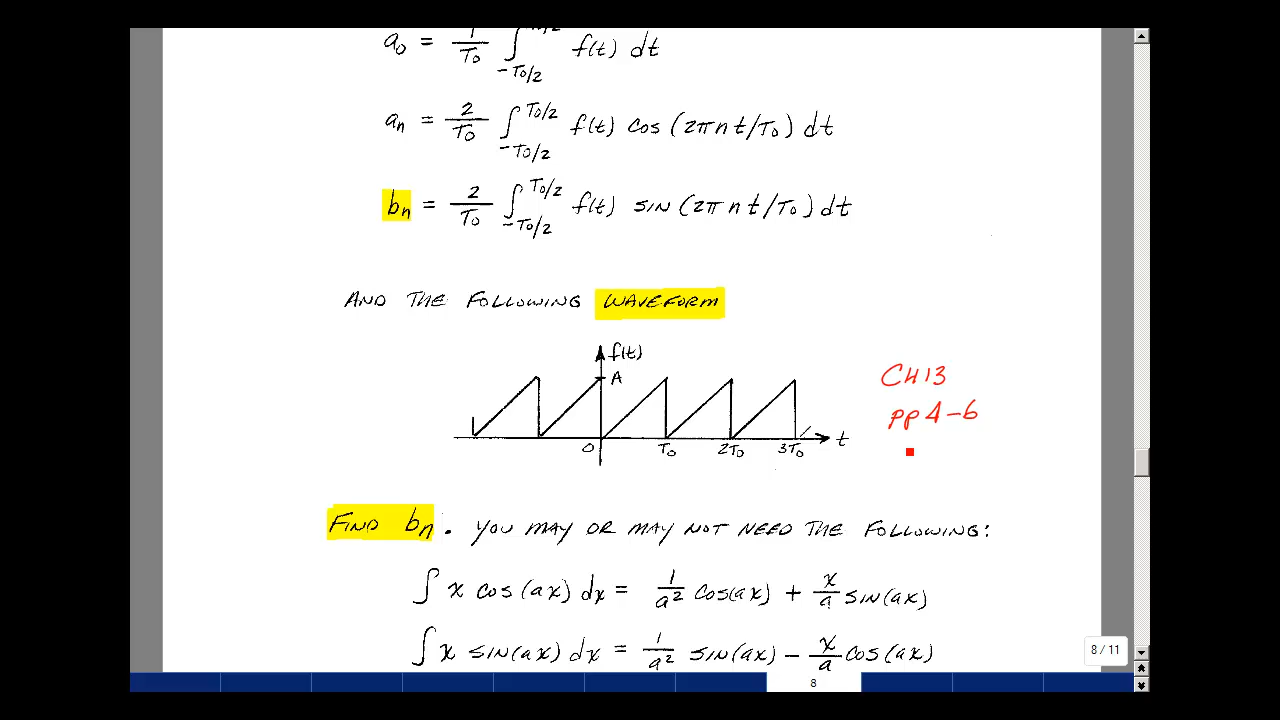 a₀ = 1/T₀ ∫ −T₀/2 f(t) dt
aₙ = 2/T₀ ∫ −T₀/2 T₀/2 f(t) cos (2πnt/T₀) dt
bₙ = 2/T₀ ∫ −T₀/2 T₀/2 f(t) SIN (2πnt/T₀) dt
AND THE FOLLOWING WAVEFORM
f(t)
A
CH13
PP 4-6
0 T₀ 2T₀ 3T₀ t
FIND bₙ. YOU MAY OR MAY NOT NEED THE FOLLOWING:
∫ x cos(ax) dx = 1/a² cos(ax) + x/a SIN(ax)
∫ x SIN(ax) dx = 1/a² SIN(ax) − x/a cos(ax)
8 / 11
8